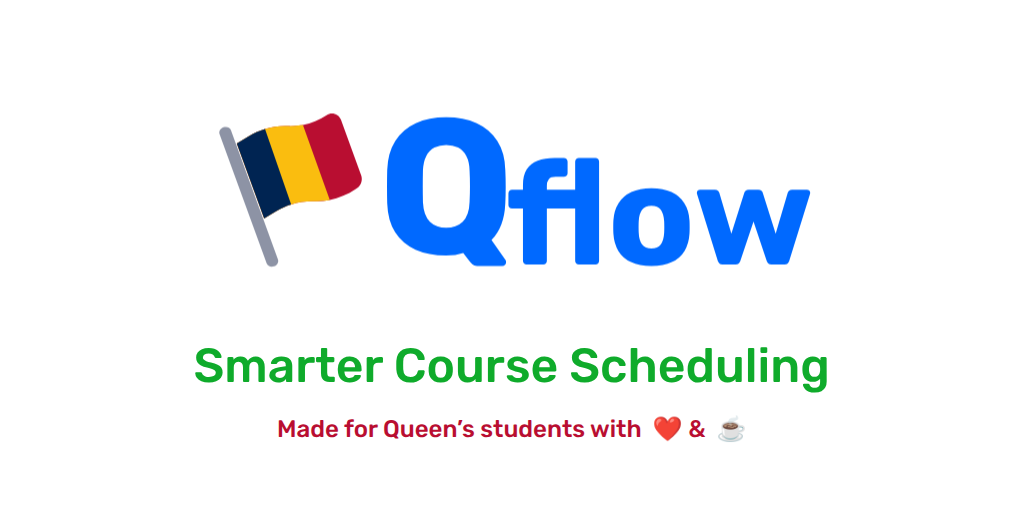 Qflow
Smarter Course Scheduling
Made for Queen’s students with ❤️ & ☕